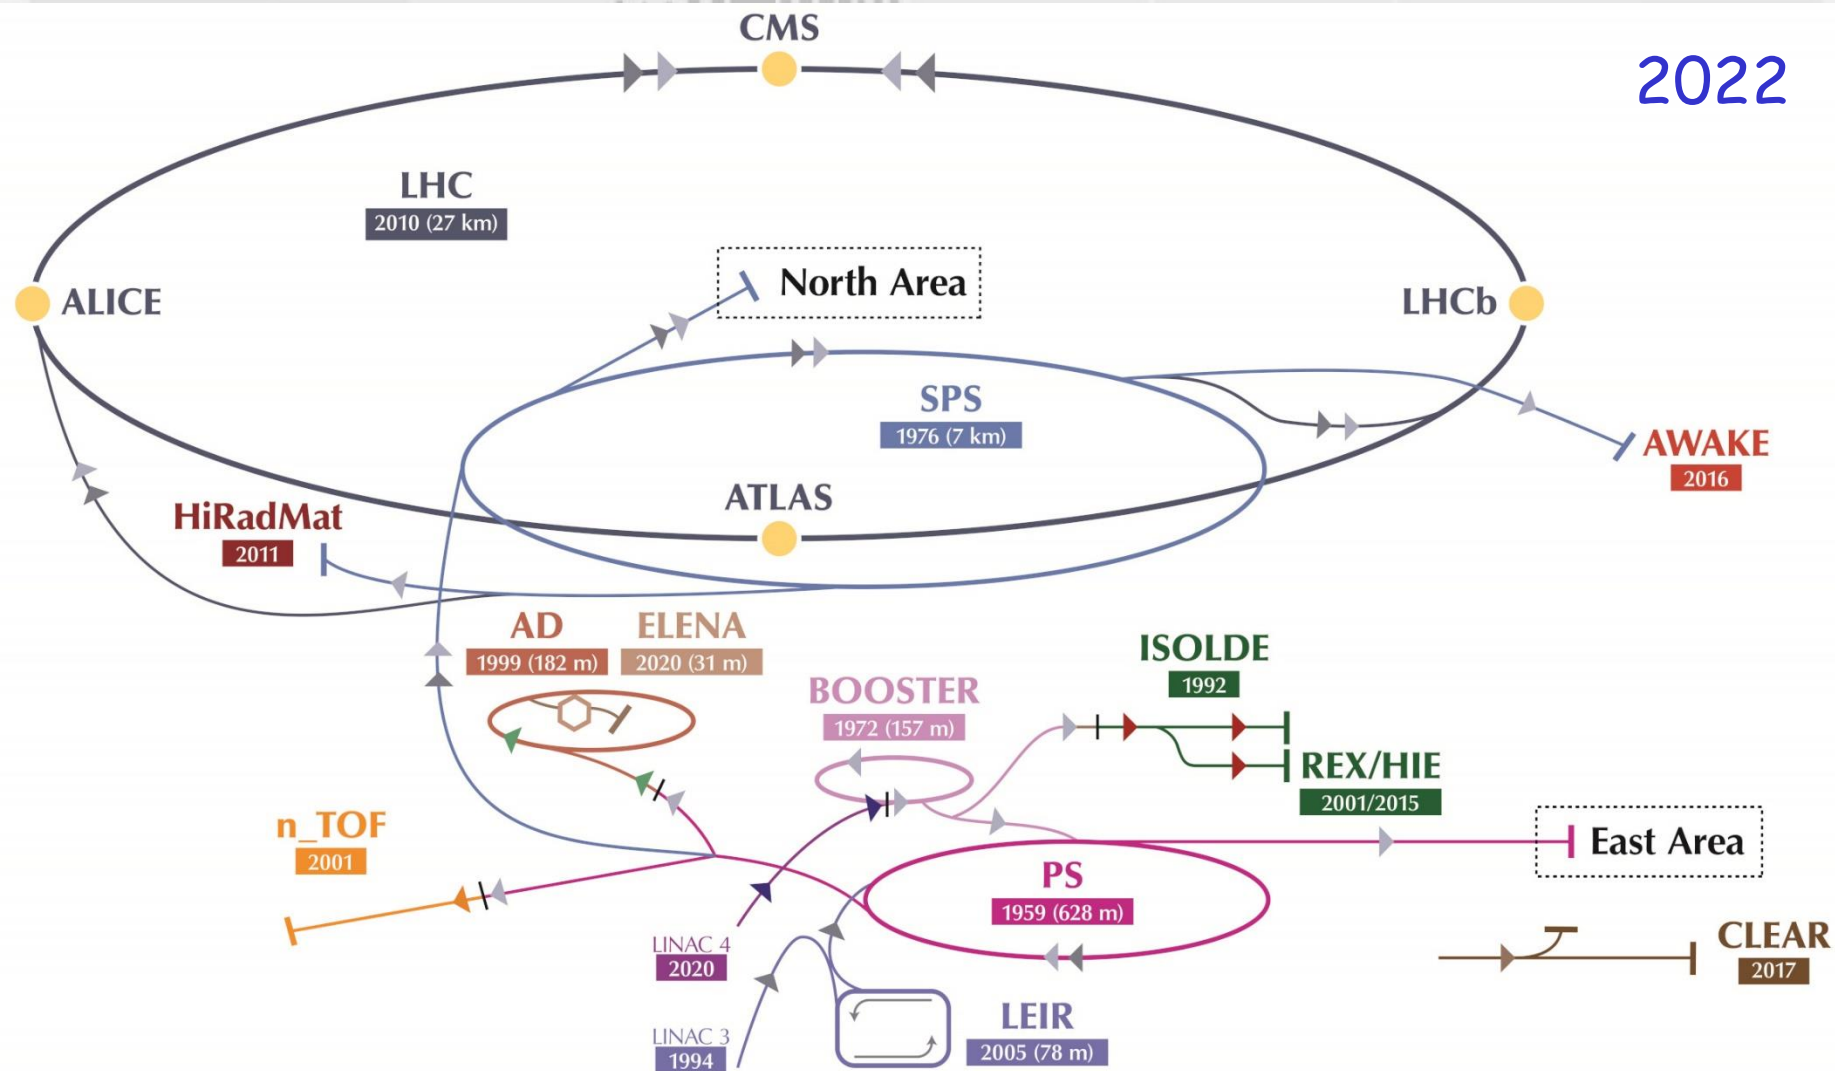 CMS
2022
LHC
2010 (27 km)
North Area
ALICE
LHCb
SPS
1976 (7 km)
AWAKE
2016
ATLAS
HiRadMat
2011
AD
1999 (182 m)
ELENA
2020 (31 m)
ISOLDE
1992
BOOSTER
1972 (157 m)
REX/HIE
2001/2015
n_TOF
2001
East Area
PS
1959 (628 m)
LINAC 4
2020
CLEAR
2017
LEIR
2005 (78 m)
LINAC 3
1994